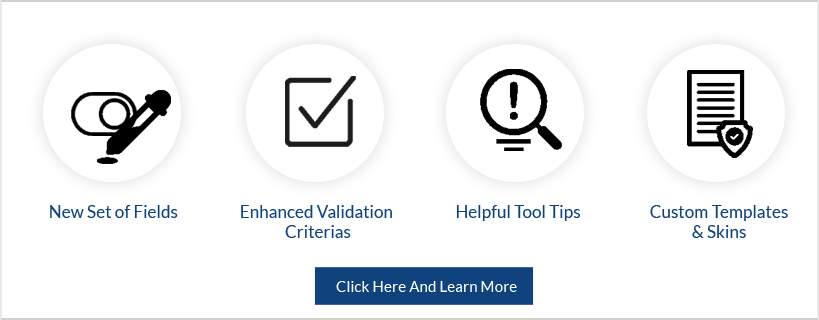 New Set of Fields
Enhanced Validation
Criterias
Helpful Tool Tips
Custom Templates
& Skins
Click Here And Learn More